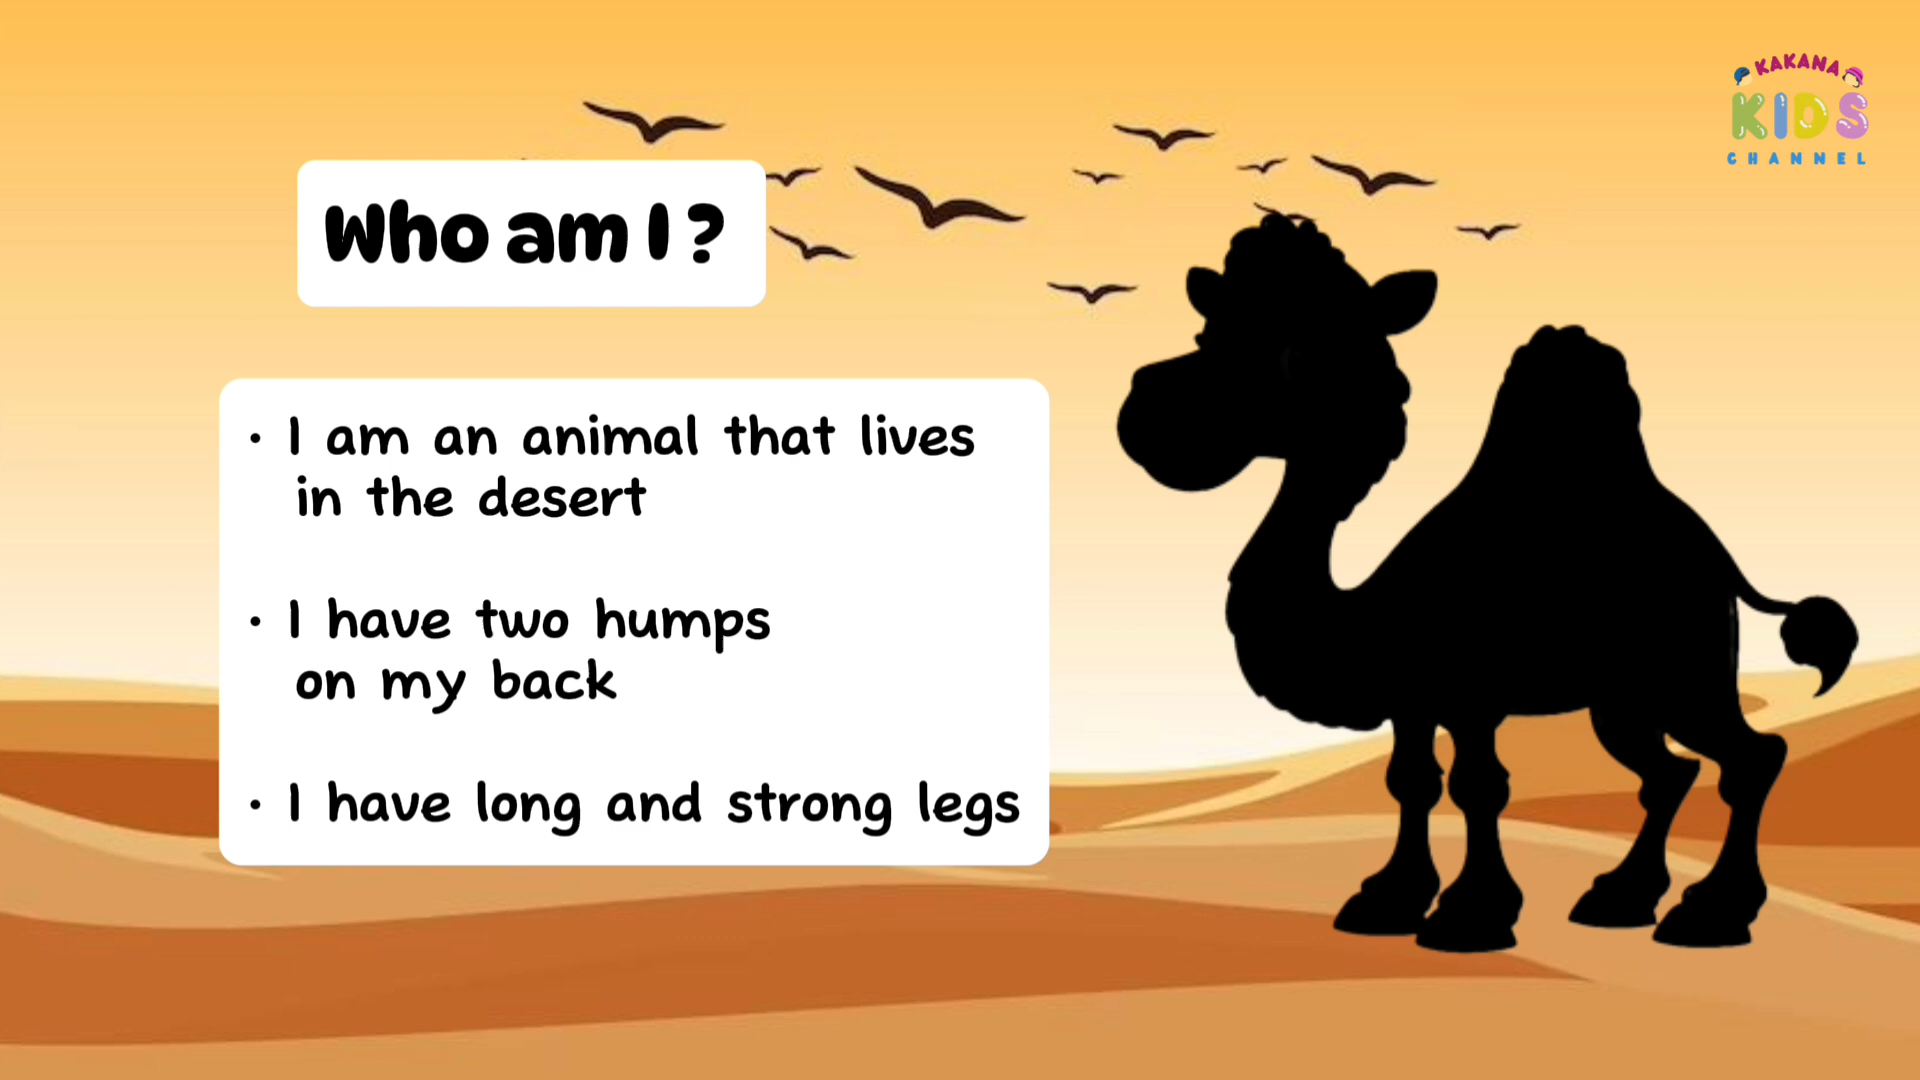 KAKANA
KIDS
CHANNEL
Who am I ?
• I am an animal that lives
in the desert
• I have two humps
on my back
• I have long and strong legs